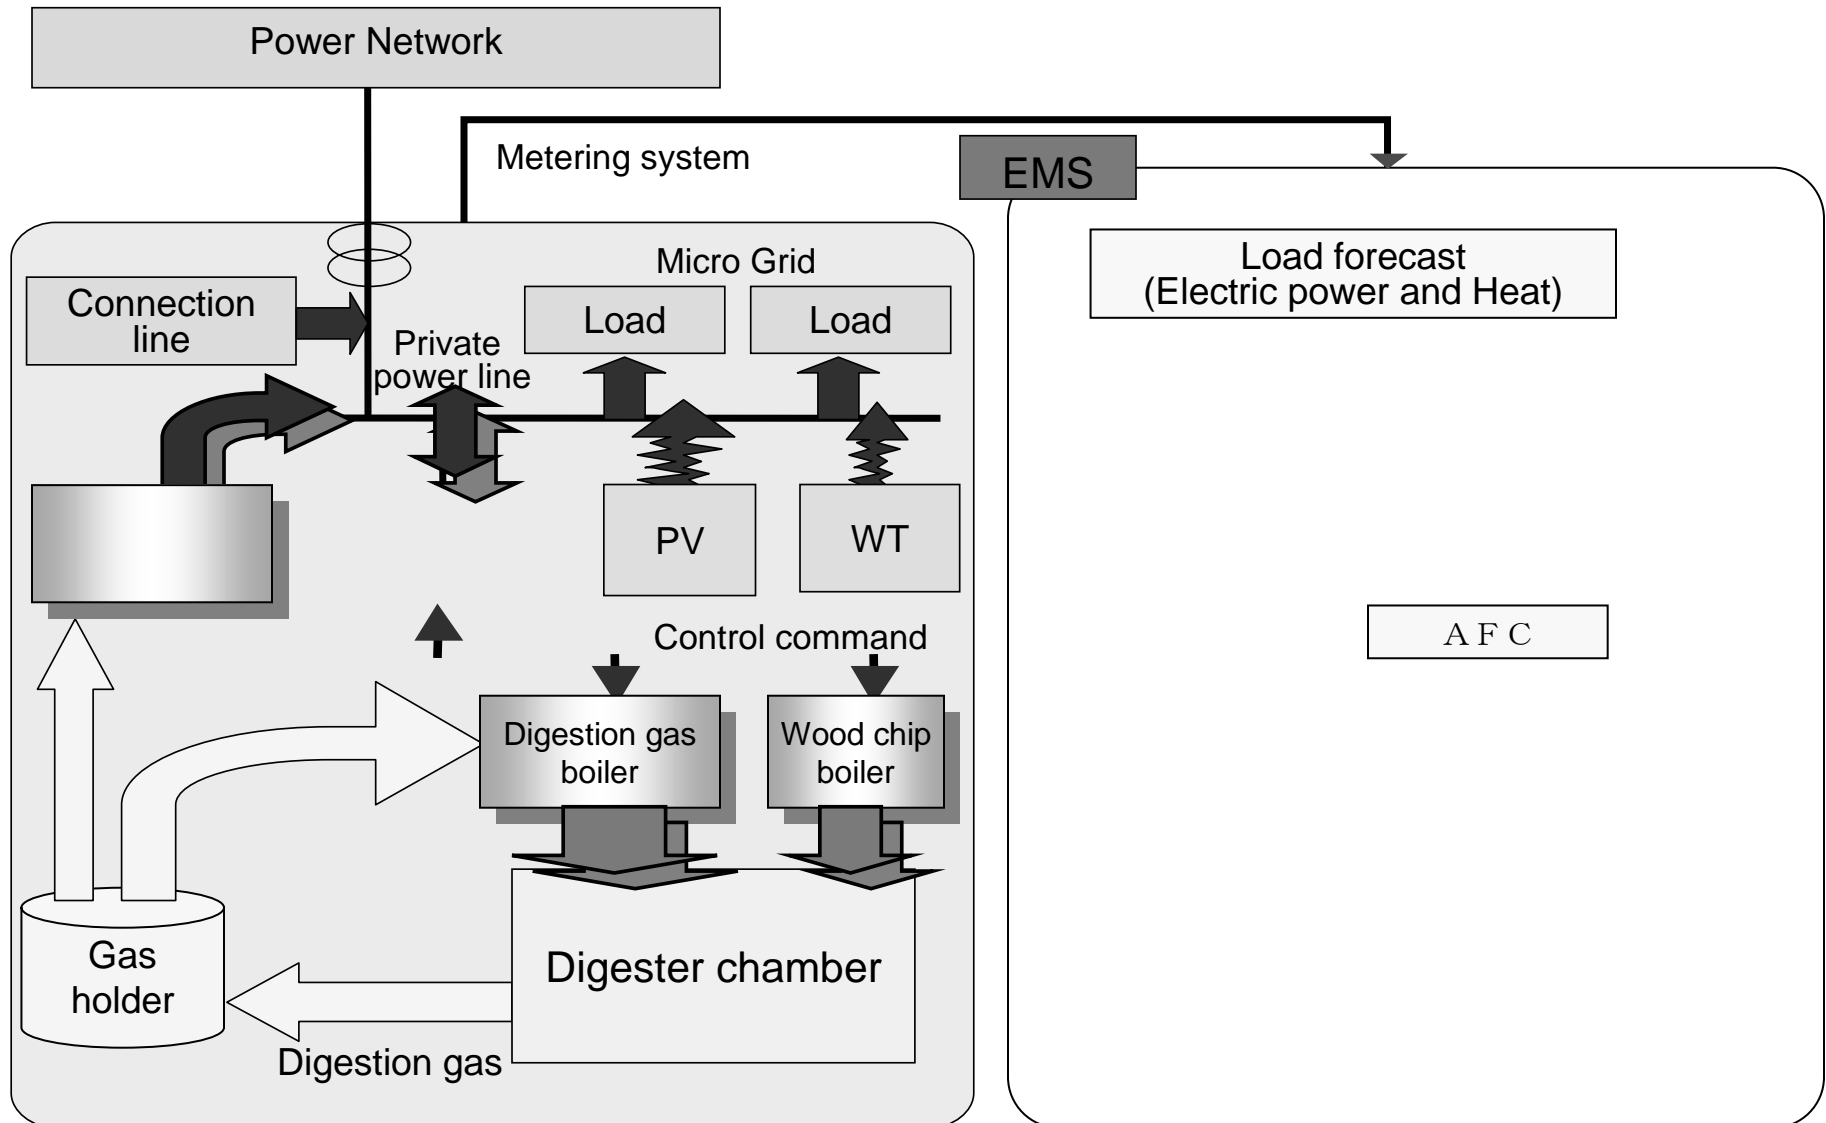 Power Network
Metering system
EMS
Micro Grid
Load forecast
(Electric power and Heat)
Connection
line
Load
Load
Private
power line
PV
WT
Control command
A F C
Digestion gas
boiler
Wood chip
boiler
Gas
holder
Digester chamber
Digestion gas